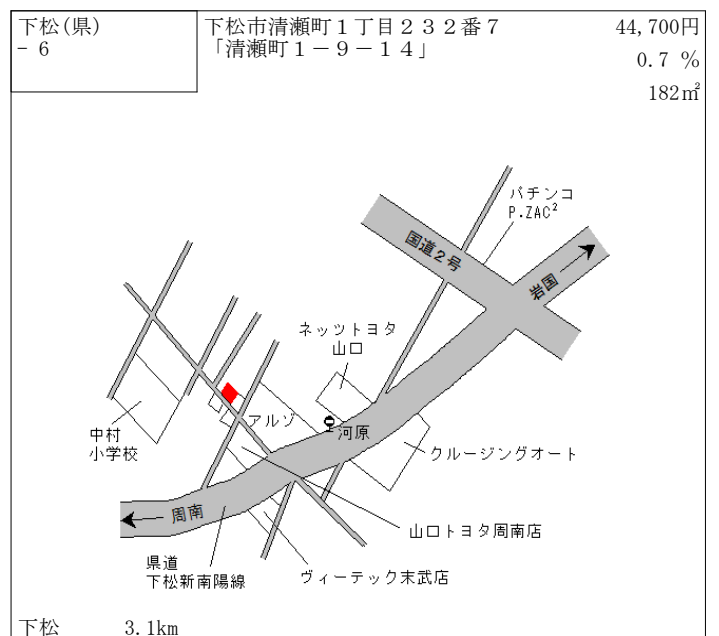 下松(県)
- 6
下松市清瀬町１丁目２３２番７
「清瀬町１－９－１４」
44,700円
0.7 %
182㎡
パチンコ
P.ZAC²
国道２号
岩国
ネッツトヨタ
山口
アルゾ
河原
中村
小学校
クルージングオート
周南
山口トヨタ周南店
県道
下松新南陽線
ヴィーテック末武店
下松 3.1km